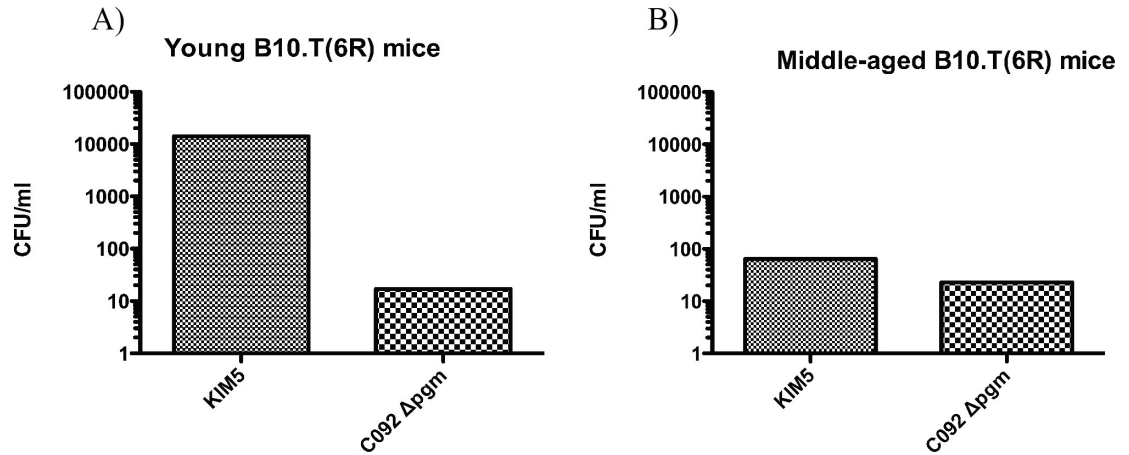 A)
Young B10.T(6R) mice
CFU/ml
100000
10000
1000
100
10
1
KIM5
C092 Δpgm
B)
Middle-aged B10.T(6R) mice
CFU/ml
100000
10000
1000
100
10
1
KIM5
C092 Δpgm